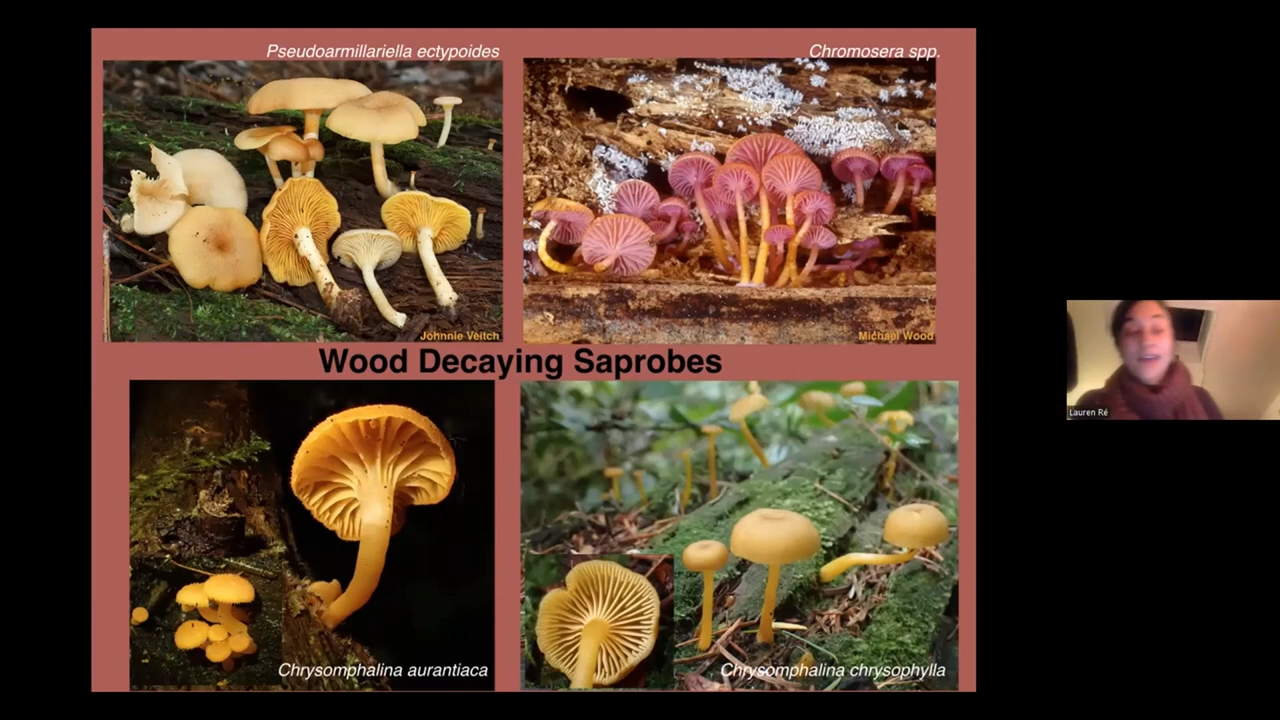 Pseudoarmillariella ectypoides
Chromosera spp.
Johnnie Veitch
Michael Wood
Wood Decaying Saprobes
Lauren Ré
Chrysomphalina aurantiaca
Chrysomphalina chrysophylla